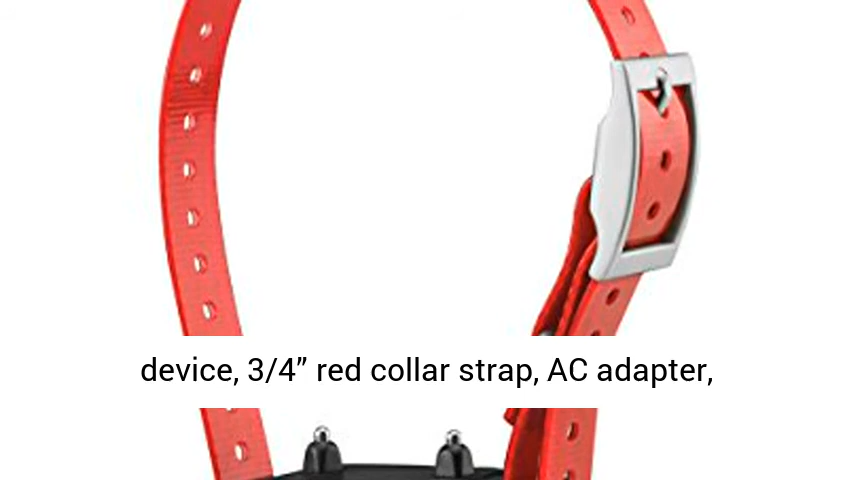 device, 3/4” red collar strap, AC adapter,